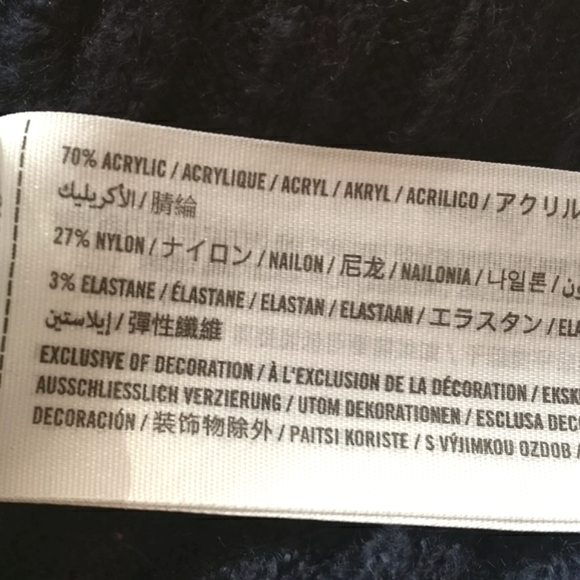 70% ACRYLIC / ACRYLIQUE / ACRYL / AKRYL / ACRILICO / アクリル
الأكريليك / 腈綸
27% NYLON / ナイロン / NAILON / 尼龙 / NAILONIA / 나일론 /
3% ELASTANE / ÉLASTANE / ELASTAN / ELASTAAN / エラスタン /
إيلاستين / 彈性纖維
EXCLUSIVE OF DECORATION / À L'EXCLUSION DE LA DÉCORATION /
AUSSCHLIESSLICH VERZIERUNG / UTOM DEKORATIONEN / ESCLUSA
DECORACIÓN / 装饰物除外 / PAITSI KORISTE / S VÝJIMKOU OZDOB /